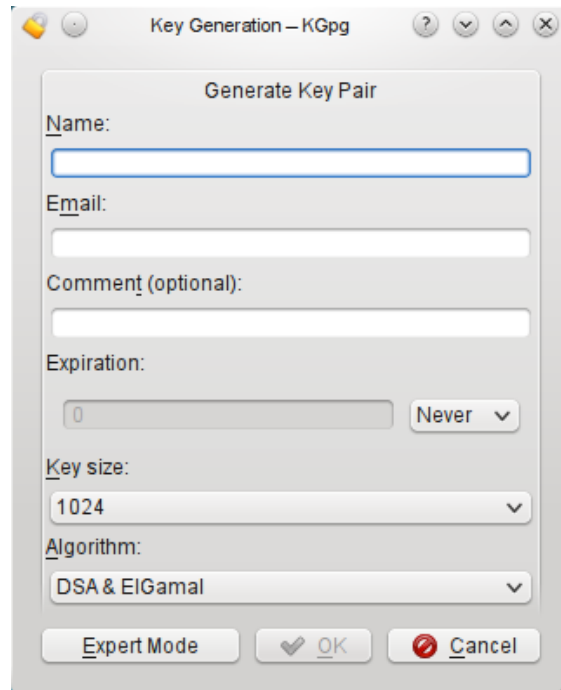 Key Generation – KGpg
Generate Key Pair
Name:
Email:
Comment (optional):
Expiration:
0
Never
Key size:
1024
Algorithm:
DSA & ElGamal
Expert Mode
OK
Cancel